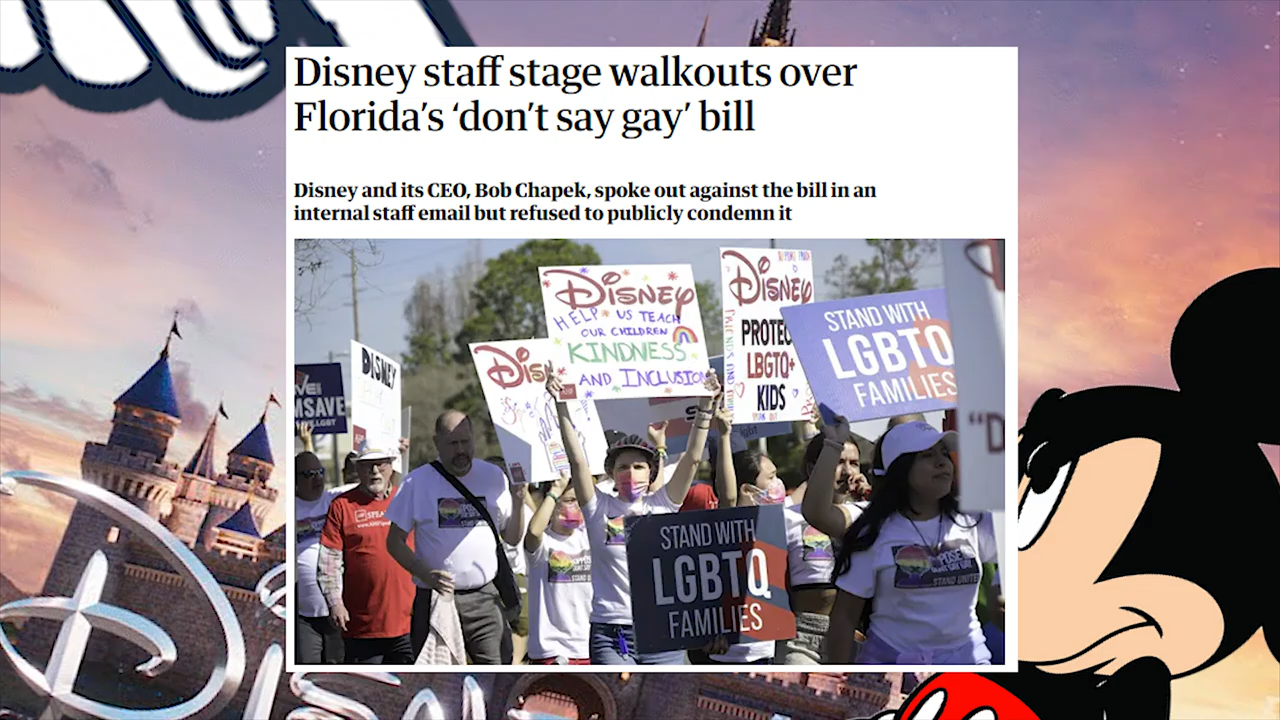 Disney staff stage walkouts over
Florida’s ‘don’t say gay’ bill
Disney and its CEO, Bob Chapek, spoke out against the bill in an
internal staff email but refused to publicly condemn it
DISNEY
HELP US TEACH
OUR CHILDREN
KINDNESS
AND INCLUSION
DISNEY
PROTEC
LBGTQ+
KIDS
STAND WITH
LGBTQ
FAMILIES
DISNEY
STAND WITH
LGBTQ
FAMILIES